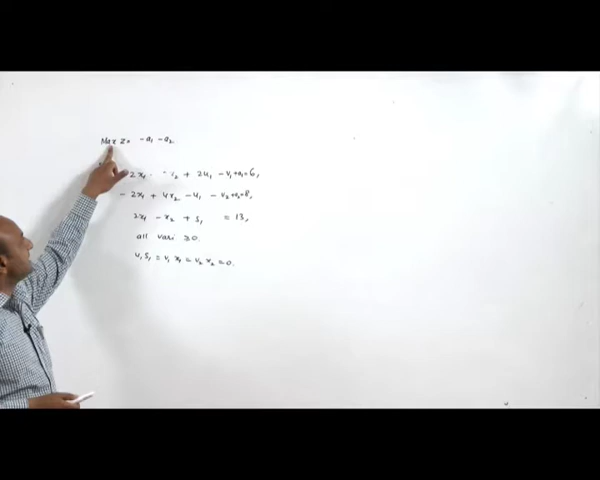 Max Z = -a₁ -a₂
2x₁ - x₂ + 2u₁ - v₁ + a₁ = 6,
- 2x₁ + 4x₂ - u₁ - v₂ + a₂ = 8,
2x₁ - x₂ + s₁ = 13,
all vari ≥ 0.
u₁ s₁ = v₁ x₁ = v₂ x₂ = 0.